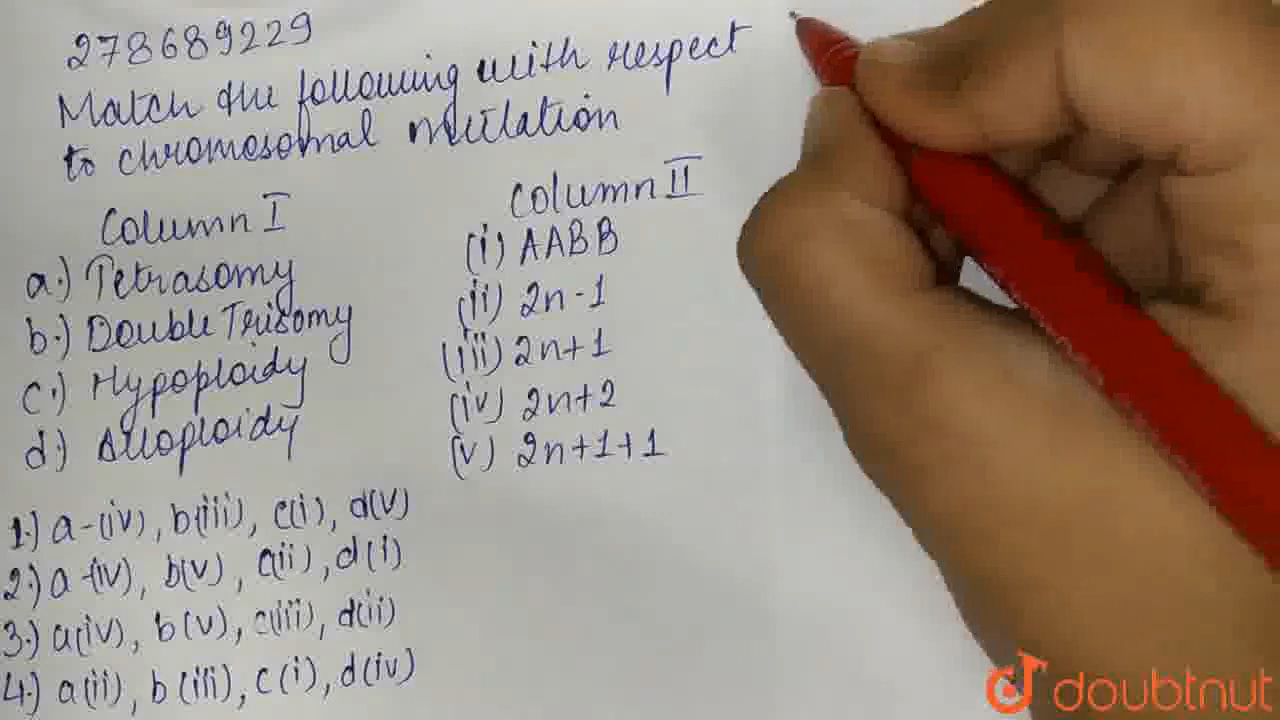 278689229
Match the following with respect
to chromosomal mutation
Column I
Column II
a.) Tetrasomy
(i) AABB
b.) Double Trisomy
(ii) 2n-1
c.) Hypoploidy
(iii) 2n+1
d.) Alloploidy
(iv) 2n+2
(v) 2n+1+1
1.) a-(iv), b(iii), c(i), d(v)
2.) a-(iv), b(v), c(ii), d(i)
3.) a(iv), b(v), c(iii), d(ii)
4.) a(ii), b(iii), c(i), d(iv)
doubtnut